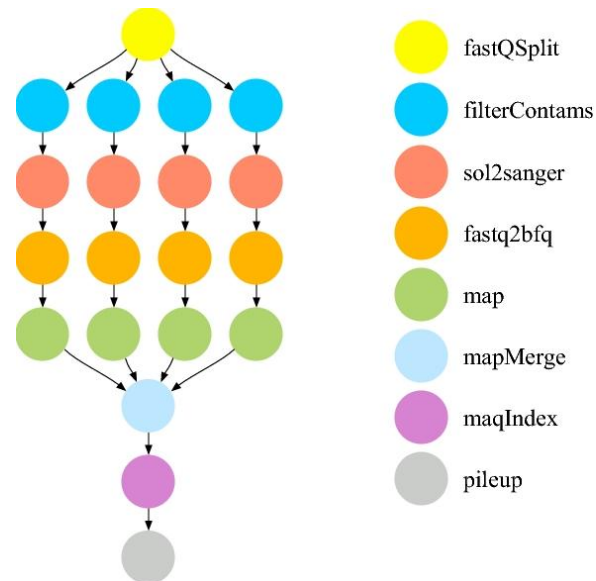 fastQSplit
filterContams
sol2sanger
fastq2bfq
map
mapMerge
maqIndex
pileup